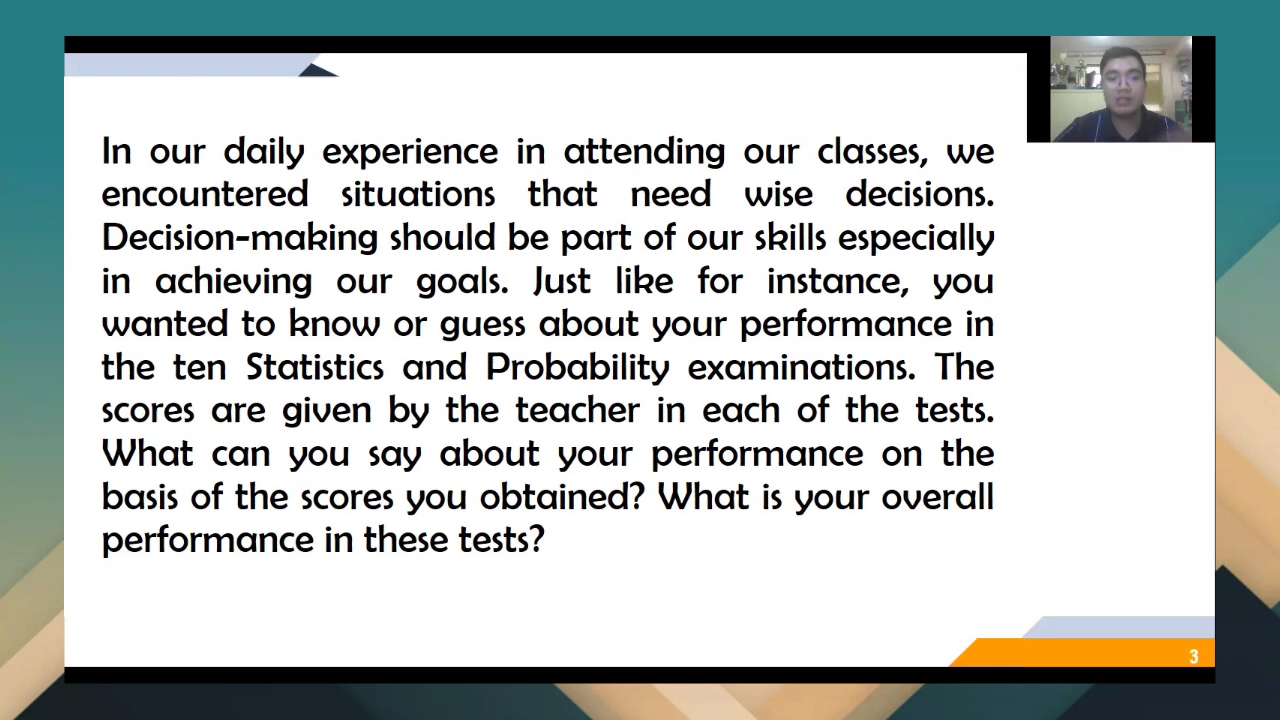 In our daily experience in attending our classes, we
encountered situations that need wise decisions.
Decision-making should be part of our skills especially
in achieving our goals. Just like for instance, you
wanted to know or guess about your performance in
the ten Statistics and Probability examinations. The
scores are given by the teacher in each of the tests.
What can you say about your performance on the
basis of the scores you obtained? What is your overall
performance in these tests?
3